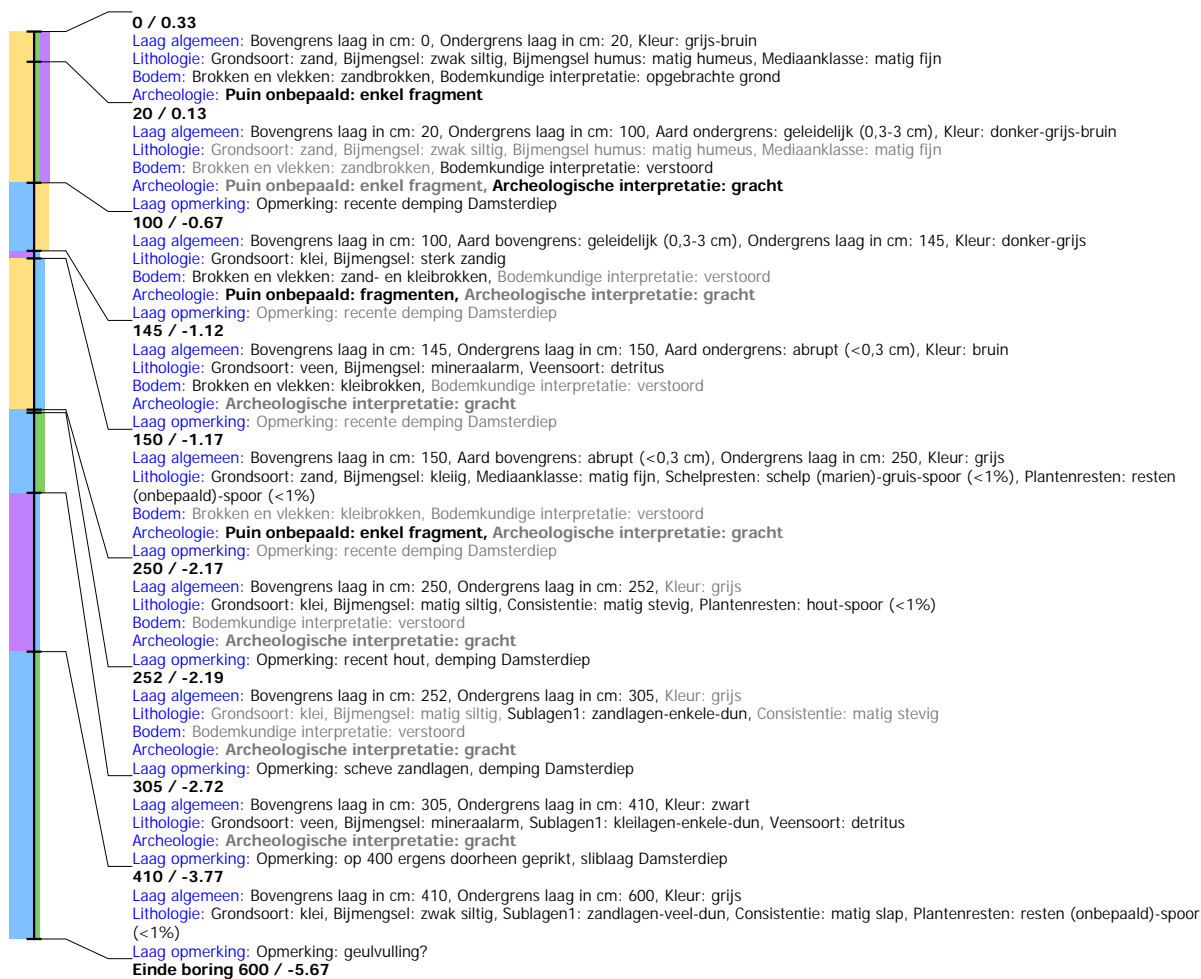 0 / 0.33
Laag algemeen: Bovengrens laag in cm: 0, Ondergrens laag in cm: 20, Kleur: grijs-bruin
Lithologie: Grondsoort: zand, Bijmengsel: zwak siltig, Bijmengsel humus: matig humeus, Mediaanklasse: matig fijn
Bodem: Brokken en vlekken: zandbrokken, Bodemkundige interpretatie: opgebrachte grond
Archeologie: Puin onbepaald: enkel fragment
20 / 0.13
Laag algemeen: Bovengrens laag in cm: 20, Ondergrens laag in cm: 100, Aard ondergrens: geleidelijk (0,3-3 cm), Kleur: donker-grijs-bruin
Lithologie: Grondsoort: zand, Bijmengsel: zwak siltig, Bijmengsel humus: matig humeus, Mediaanklasse: matig fijn
Bodem: Brokken en vlekken: zandbrokken, Bodemkundige interpretatie: verstoord
Archeologie: Puin onbepaald: enkel fragment, Archeologische interpretatie: gracht
Laag opmerking: Opmerking: recente demping Damsterdiep
100 / -0.67
Laag algemeen: Bovengrens laag in cm: 100, Aard bovengrens: geleidelijk (0,3-3 cm), Ondergrens laag in cm: 145, Kleur: donker-grijs
Lithologie: Grondsoort: klei, Bijmengsel: sterk zandig
Bodem: Brokken en vlekken: zand- en kleibrokken, Bodemkundige interpretatie: verstoord
Archeologie: Puin onbepaald: fragmenten, Archeologische interpretatie: gracht
Laag opmerking: Opmerking: recente demping Damsterdiep
145 / -1.12
Laag algemeen: Bovengrens laag in cm: 145, Ondergrens laag in cm: 150, Aard ondergrens: abrupt (<0,3 cm), Kleur: bruin
Lithologie: Grondsoort: veen, Bijmengsel: mineraalarm, Veensoort: detritus
Bodem: Brokken en vlekken: kleibrokken, Bodemkundige interpretatie: verstoord
Archeologie: Archeologische interpretatie: gracht
Laag opmerking: Opmerking: recente demping Damsterdiep
150 / -1.17
Laag algemeen: Bovengrens laag in cm: 150, Aard bovengrens: abrupt (<0,3 cm), Ondergrens laag in cm: 250, Kleur: grijs
Lithologie: Grondsoort: zand, Bijmengsel: kleiig, Mediaanklasse: matig fijn, Schelpresten: schelp (marien)-gruis-spoor (<1%), Plantenresten: resten
(onbepaald)-spoor (<1%)
Bodem: Brokken en vlekken: kleibrokken, Bodemkundige interpretatie: verstoord
Archeologie: Puin onbepaald: enkel fragment, Archeologische interpretatie: gracht
Laag opmerking: Opmerking: recente demping Damsterdiep
250 / -2.17
Laag algemeen: Bovengrens laag in cm: 250, Ondergrens laag in cm: 252, Kleur: grijs
Lithologie: Grondsoort: klei, Bijmengsel: matig siltig, Consistentie: matig stevig, Plantenresten: hout-spoor (<1%)
Bodem: Bodemkundige interpretatie: verstoord
Archeologie: Archeologische interpretatie: gracht
Laag opmerking: Opmerking: recent hout, demping Damsterdiep
252 / -2.19
Laag algemeen: Bovengrens laag in cm: 252, Ondergrens laag in cm: 305, Kleur: grijs
Lithologie: Grondsoort: klei, Bijmengsel: matig siltig, Sublagen1: zandlagen-enkele-dun, Consistentie: matig stevig
Bodem: Bodemkundige interpretatie: verstoord
Archeologie: Archeologische interpretatie: gracht
Laag opmerking: Opmerking: scheve zandlagen, demping Damsterdiep
305 / -2.72
Laag algemeen: Bovengrens laag in cm: 305, Ondergrens laag in cm: 410, Kleur: zwart
Lithologie: Grondsoort: veen, Bijmengsel: mineraalarm, Sublagen1: kleilagen-enkele-dun, Veensoort: detritus
Archeologie: Archeologische interpretatie: gracht
Laag opmerking: Opmerking: op 400 ergens doorheen geprikt, sliblaag Damsterdiep
410 / -3.77
Laag algemeen: Bovengrens laag in cm: 410, Ondergrens laag in cm: 600, Kleur: grijs
Lithologie: Grondsoort: klei, Bijmengsel: zwak siltig, Sublagen1: zandlagen-veel-dun, Consistentie: matig slap, Plantenresten: resten (onbepaald)-spoor
(<1%)
Laag opmerking: Opmerking: geulvulling?
Einde boring 600 / -5.67